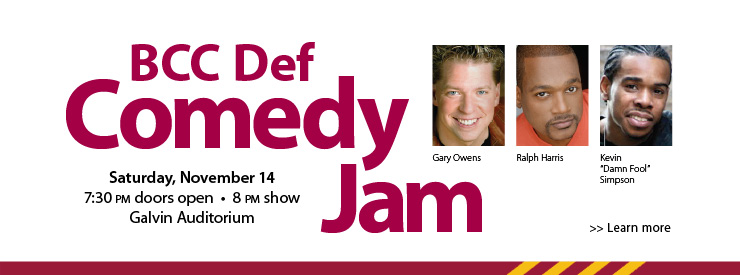 BCC Def
Comedy
Jam
Saturday, November 14
7:30 PM doors open • 8 PM show
Galvin Auditorium
Gary Owens
Ralph Harris
Kevin
"Damn Fool"
Simpson
>> Learn more